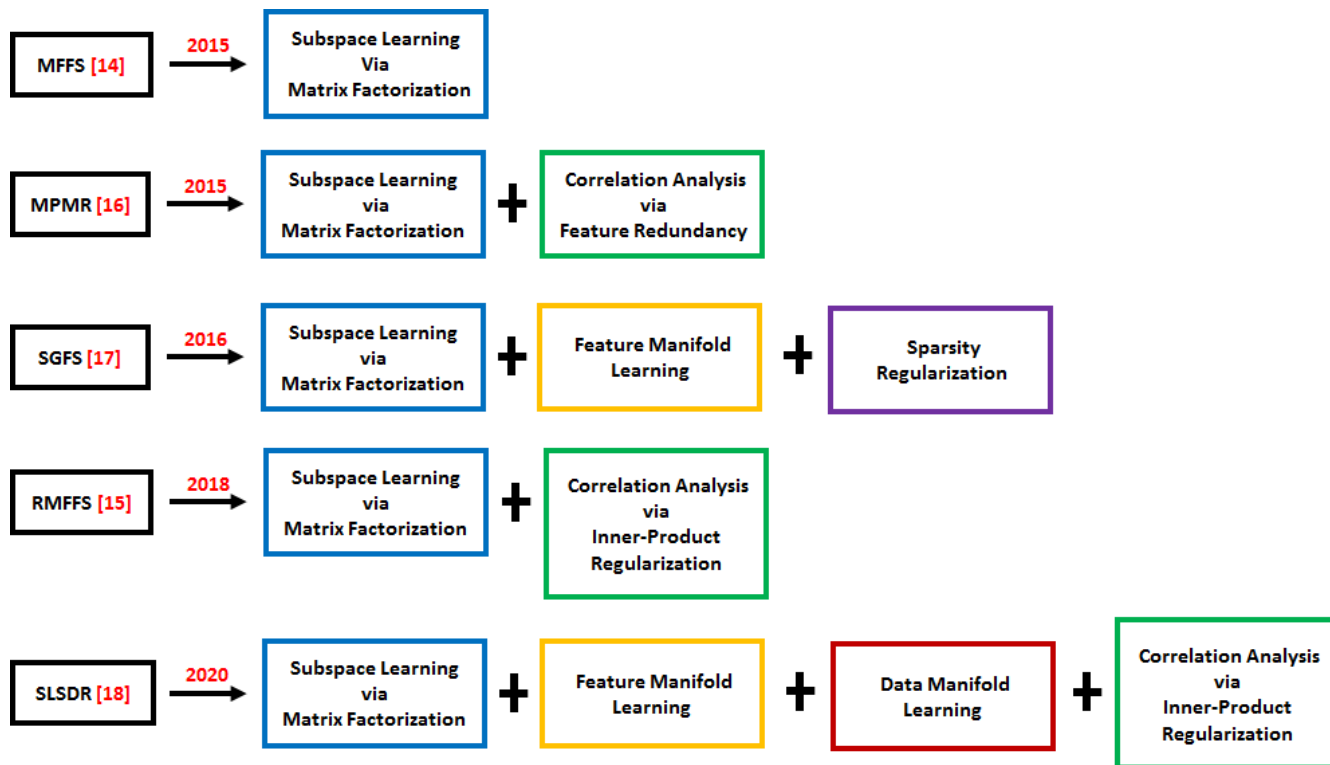 MFFS [14]
2015
Subspace Learning
Via
Matrix Factorization
MPMR [16]
2015
Subspace Learning
via
Matrix Factorization
+
Correlation Analysis
via
Feature Redundancy
SGFS [17]
2016
Subspace Learning
via
Matrix Factorization
+
Feature Manifold
Learning
+
Sparsity
Regularization
RMFFS [15]
2018
Subspace Learning
via
Matrix Factorization
+
Correlation Analysis
via
Inner-Product
Regularization
SLSDR [18]
2020
Subspace Learning
via
Matrix Factorization
+
Feature Manifold
Learning
+
Data Manifold
Learning
+
Correlation Analysis
via
Inner-Product
Regularization